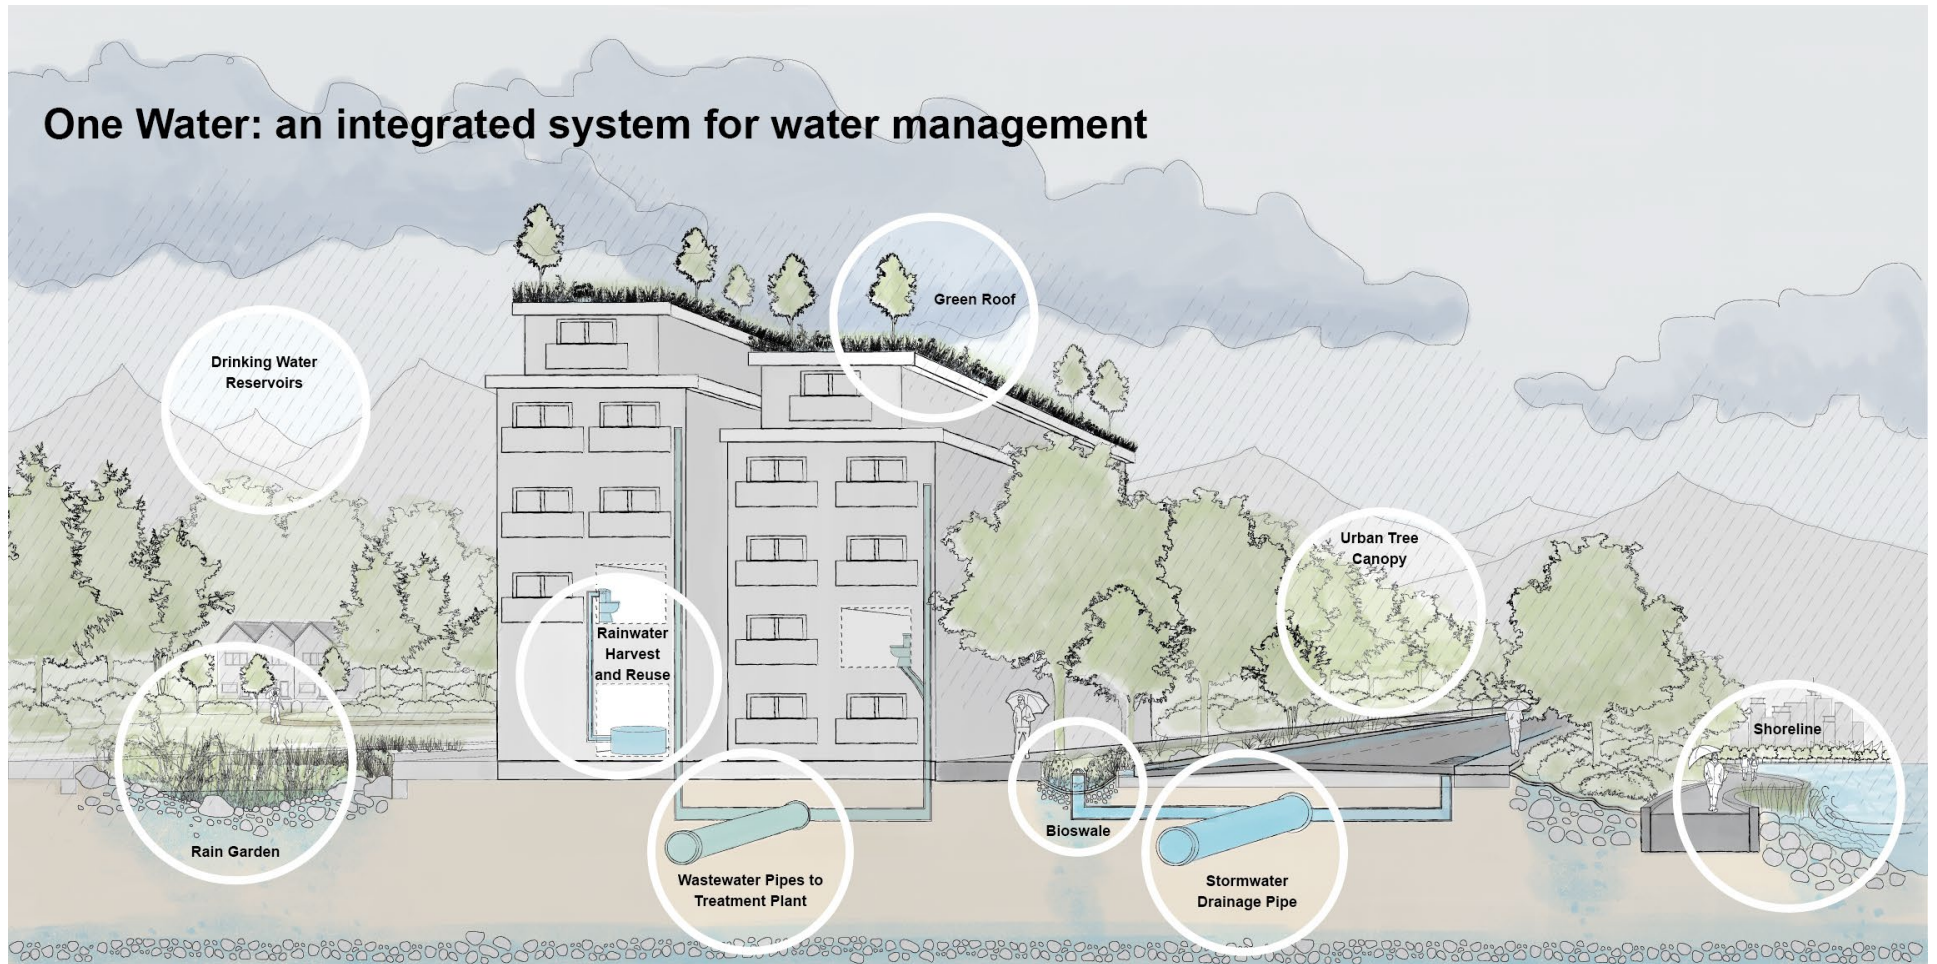 One Water: an integrated system for water management
Green Roof
Drinking Water
Reservoirs
Urban Tree
Canopy
Rainwater
Harvest
and Reuse
Shoreline
Bioswale
Rain Garden
Wastewater Pipes to
Treatment Plant
Stormwater
Drainage Pipe